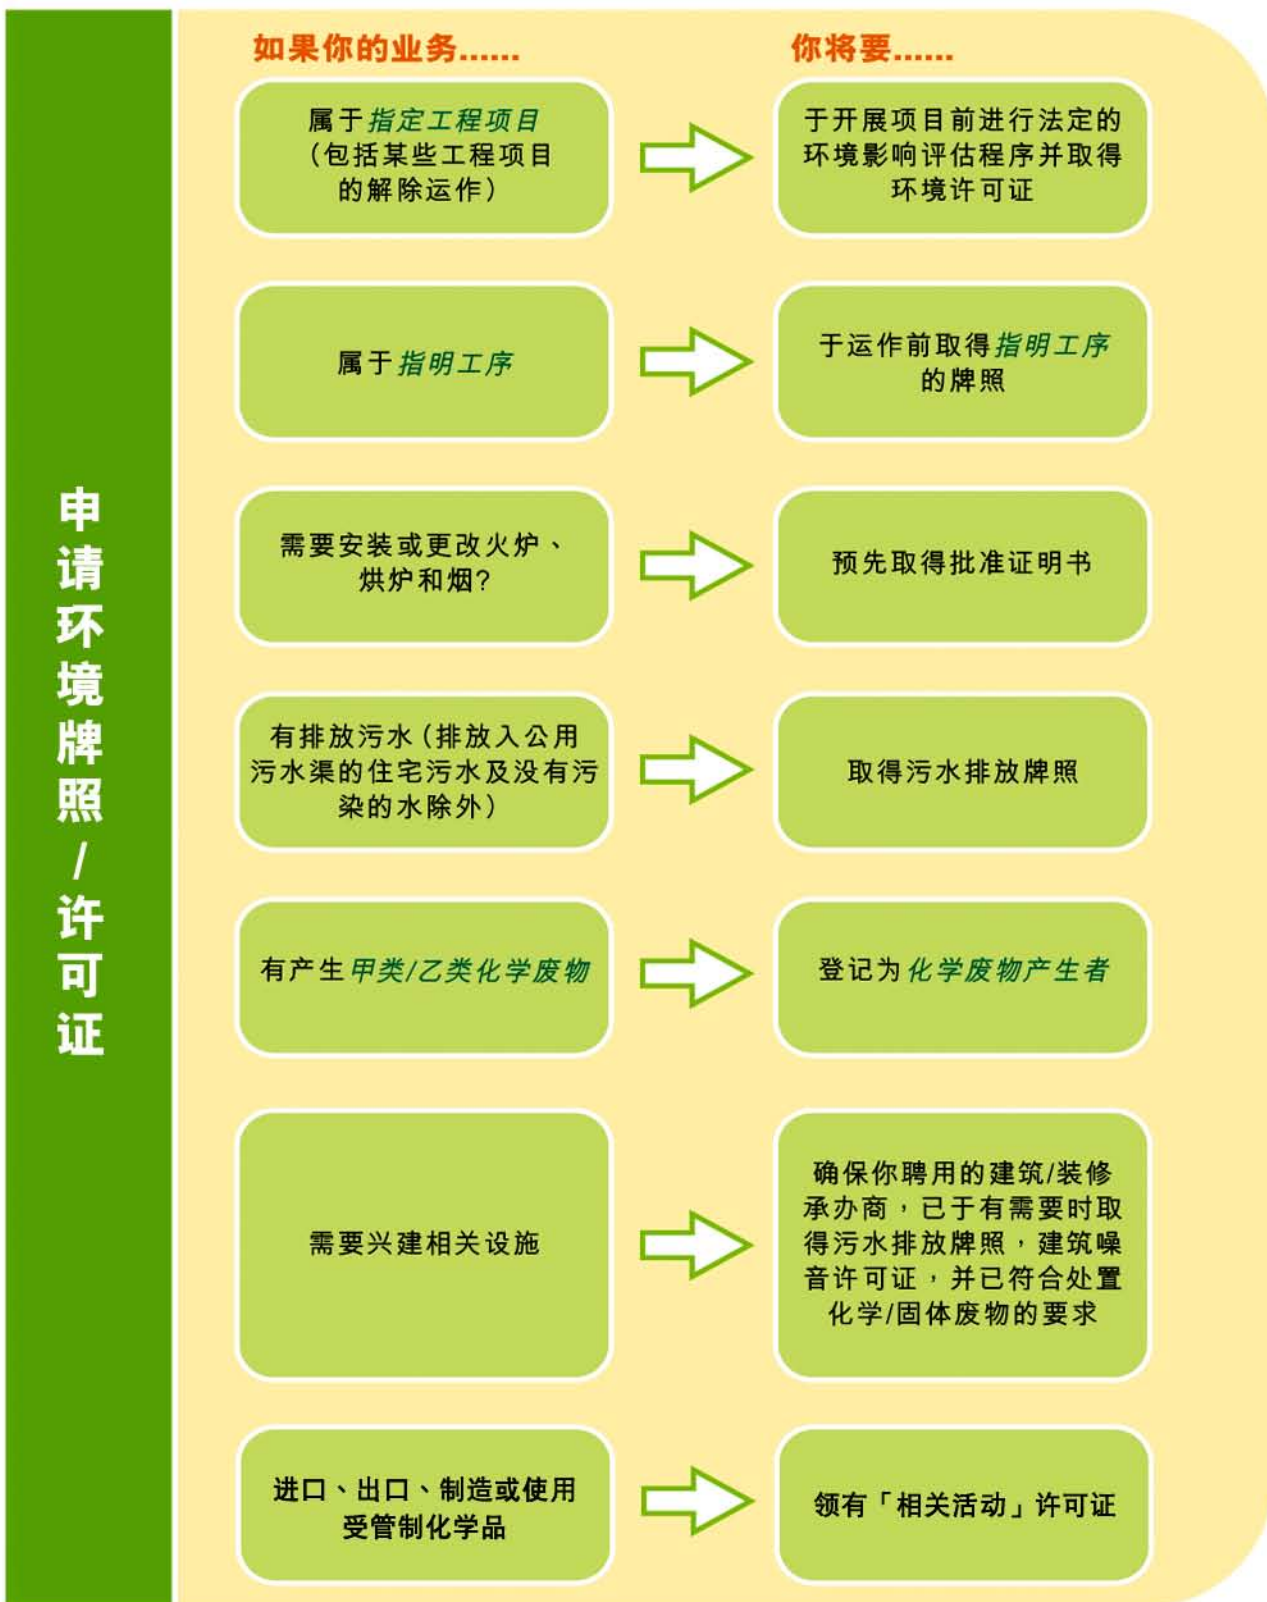 申请环境牌照/许可证
如果你的业务......
你将要......
属于指定工程项目
（包括某些工程项目
的解除运作）
于开展项目前进行法定的
环境影响评估程序并取得
环境许可证
属于指明工序
于运作前取得指明工序
的牌照
需要安装或更改火炉、
烘炉和烟?
预先取得批准证明书
有排放污水（排放入公用
污水渠的住宅污水及没有污
染的水除外）
取得污水排放牌照
有产生甲类/乙类化学废物
登记为化学废物产生者
需要兴建相关设施
确保你聘用的建筑/装修
承办商，已于有需要时取
得污水排放牌照，建筑噪
音许可证，并已符合处置
化学/固体废物的要求
进口、出口、制造或使用
受管制化学品
领有「相关活动」许可证